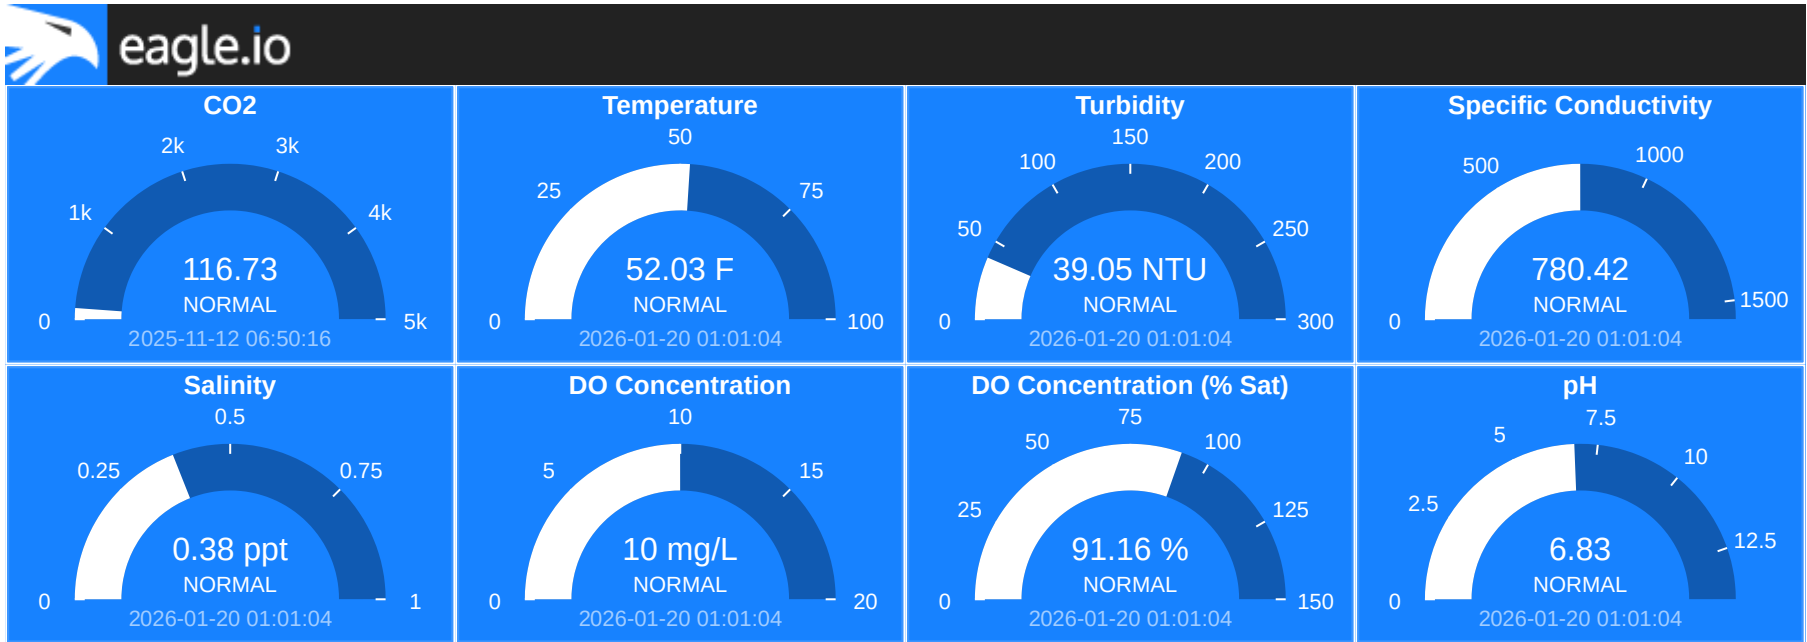 eagle.io
CO2
0
1k
2k
3k
4k
5k
116.73
NORMAL
2025-11-12 06:50:16
Temperature
0
25
50
75
100
52.03 F
NORMAL
2026-01-20 01:01:04
Turbidity
0
50
100
150
200
250
300
39.05 NTU
NORMAL
2026-01-20 01:01:04
Specific Conductivity
0
500
1000
1500
780.42
NORMAL
2026-01-20 01:01:04
Salinity
0
0.25
0.5
0.75
1
0.38 ppt
NORMAL
2026-01-20 01:01:04
DO Concentration
0
5
10
15
20
10 mg/L
NORMAL
2026-01-20 01:01:04
DO Concentration (% Sat)
0
25
50
75
100
125
150
91.16 %
NORMAL
2026-01-20 01:01:04
pH
0
2.5
5
7.5
10
12.5
6.83
NORMAL
2026-01-20 01:01:04